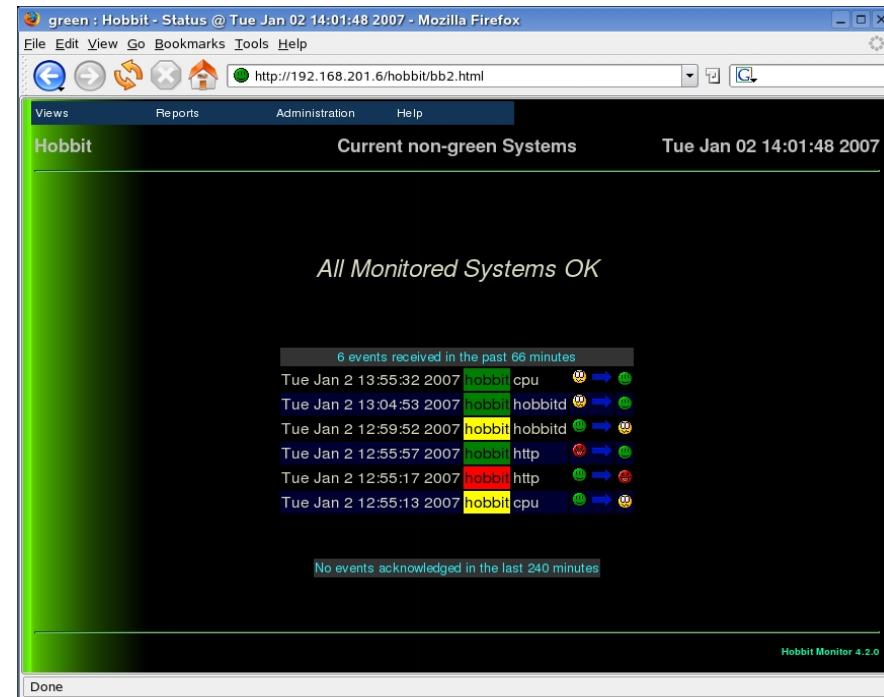 green : Hobbit - Status @ Tue Jan 02 14:01:48 2007 - Mozilla Firefox
File Edit View Go Bookmarks Tools Help
http://192.168.201.6/hobbit/bb2.html
Views Reports Administration Help
Hobbit Current non-green Systems Tue Jan 02 14:01:48 2007
All Monitored Systems OK
6 events received in the past 66 minutes
Tue Jan 2 13:55:32 2007 hobbit cpu
Tue Jan 2 13:04:53 2007 hobbit hobbitd
Tue Jan 2 12:59:52 2007 hobbit hobbitd
Tue Jan 2 12:55:57 2007 hobbit http
Tue Jan 2 12:55:17 2007 hobbit http
Tue Jan 2 12:55:13 2007 hobbit cpu
No events acknowledged in the last 240 minutes
Hobbit Monitor 4.2.0
Done